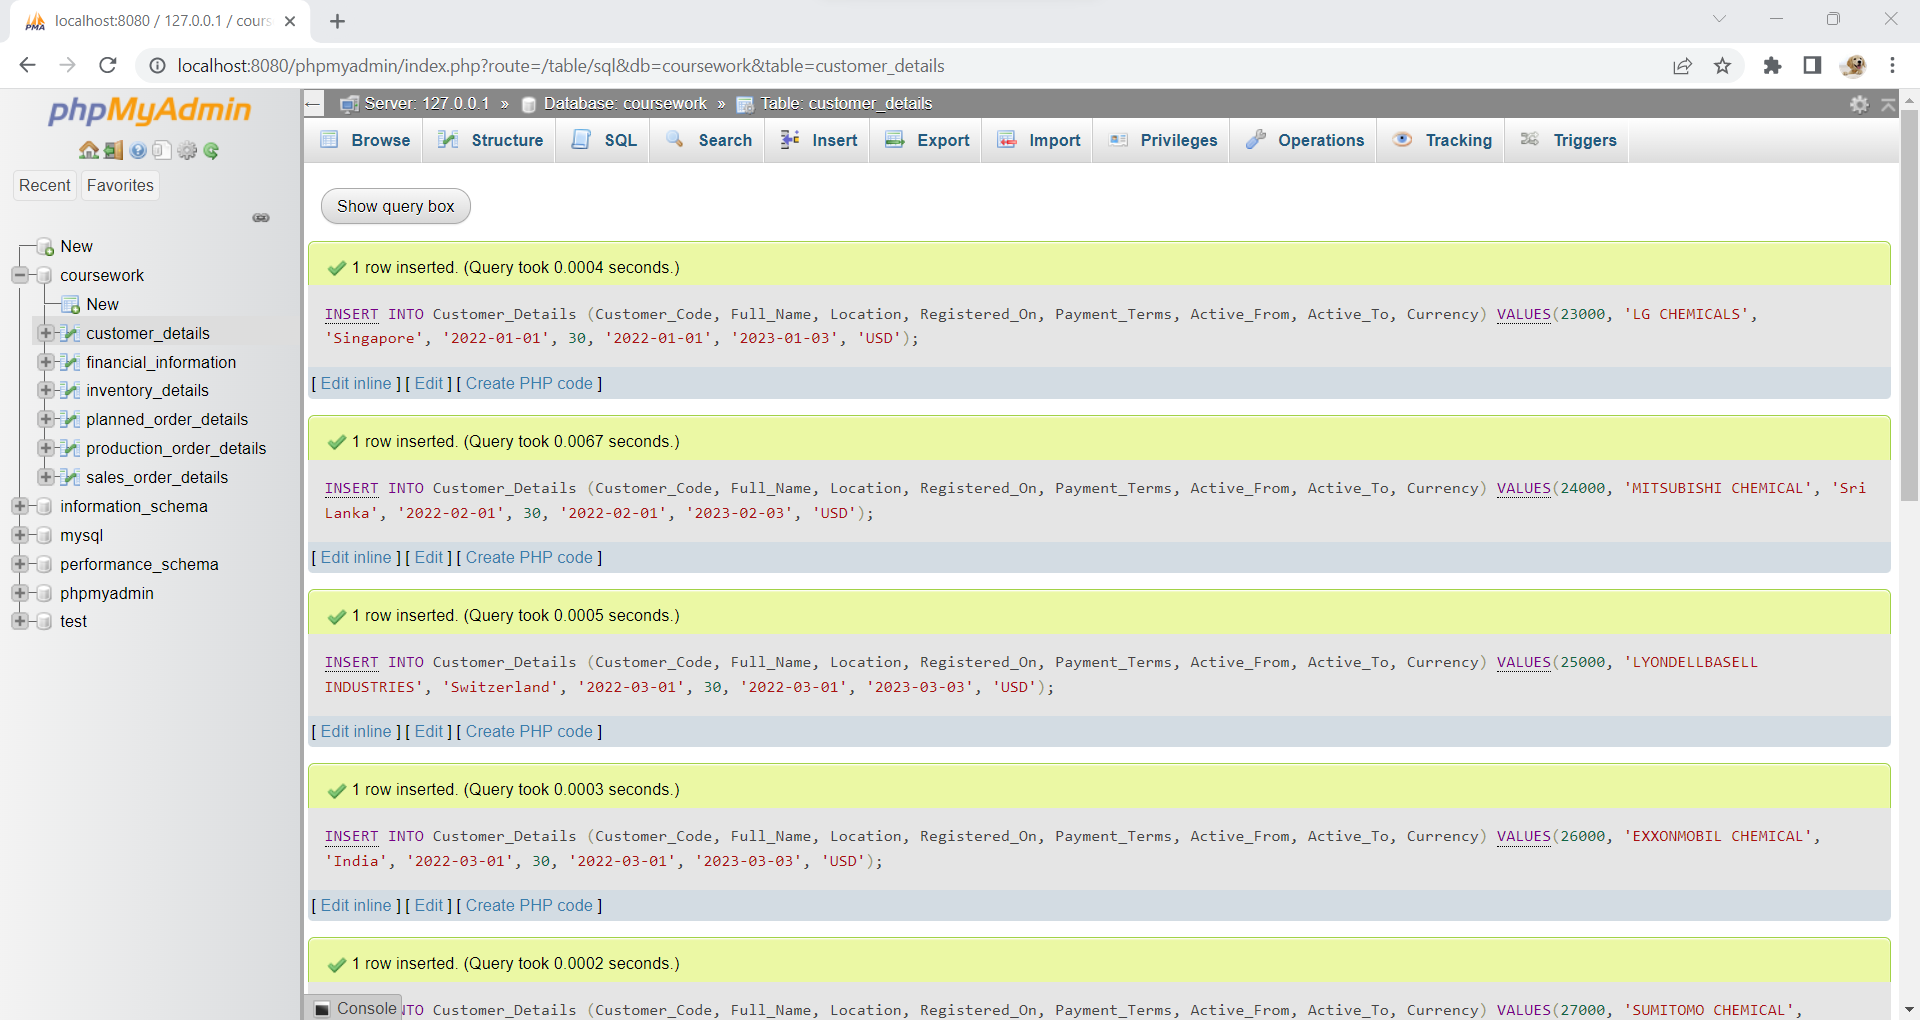 localhost:8080 / 127.0.0.1 / cours
localhost:8080/phpmyadmin/index.php?route=/table/sql&db=coursework&table=customer_details
phpMyAdmin
Recent Favorites
New
coursework
New
customer_details
financial_information
inventory_details
planned_order_details
production_order_details
sales_order_details
information_schema
mysql
performance_schema
phpmyadmin
test
Server: 127.0.0.1 » Database: coursework » Table: customer_details
Browse Structure SQL Search Insert Export Import Privileges Operations Tracking Triggers
Show query box
1 row inserted. (Query took 0.0004 seconds.)
INSERT INTO Customer_Details (Customer_Code, Full_Name, Location, Registered_On, Payment_Terms, Active_From, Active_To, Currency) VALUES(23000, 'LG CHEMICALS',
'Singapore', '2022-01-01', 30, '2022-01-01', '2023-01-03', 'USD');
[ Edit inline ] [ Edit ] [ Create PHP code ]
1 row inserted. (Query took 0.0067 seconds.)
INSERT INTO Customer_Details (Customer_Code, Full_Name, Location, Registered_On, Payment_Terms, Active_From, Active_To, Currency) VALUES(24000, 'MITSUBISHI CHEMICAL', 'Sri
Lanka', '2022-02-01', 30, '2022-02-01', '2023-02-03', 'USD');
[ Edit inline ] [ Edit ] [ Create PHP code ]
1 row inserted. (Query took 0.0005 seconds.)
INSERT INTO Customer_Details (Customer_Code, Full_Name, Location, Registered_On, Payment_Terms, Active_From, Active_To, Currency) VALUES(25000, 'LYONDELLBASELL
INDUSTRIES', 'Switzerland', '2022-03-01', 30, '2022-03-01', '2023-03-03', 'USD');
[ Edit inline ] [ Edit ] [ Create PHP code ]
1 row inserted. (Query took 0.0003 seconds.)
INSERT INTO Customer_Details (Customer_Code, Full_Name, Location, Registered_On, Payment_Terms, Active_From, Active_To, Currency) VALUES(26000, 'EXXONMOBIL CHEMICAL',
'India', '2022-03-01', 30, '2022-03-01', '2023-03-03', 'USD');
[ Edit inline ] [ Edit ] [ Create PHP code ]
1 row inserted. (Query took 0.0002 seconds.)
Console NTO Customer_Details (Customer_Code, Full_Name, Location, Registered_On, Payment_Terms, Active_From, Active_To, Currency) VALUES(27000, 'SUMITOMO CHEMICAL',